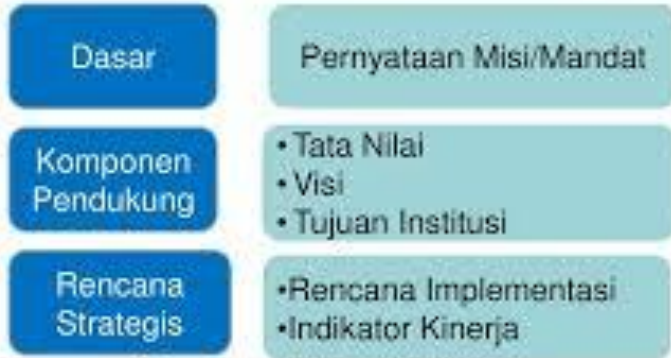 Dasar
Pernyataan Misi/Mandat
Komponen
Pendukung
• Tata Nilai
• Visi
• Tujuan Institusi
Rencana
Strategis
•Rencana Implementasi
•Indikator Kinerja